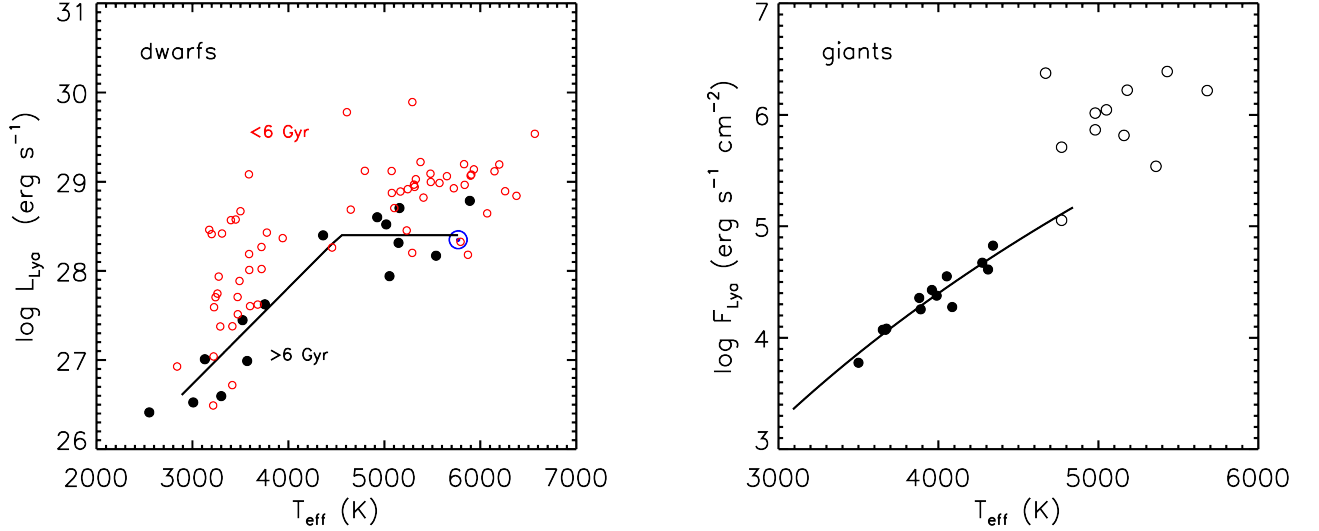 31
30
29
28
27
26
log L_Lyα (erg s⁻¹)
dwarfs
<6 Gyr
>6 Gyr
2000 3000 4000 5000 6000 7000
T_eff (K)
7
6
5
4
3
log F_Lyα (erg s⁻¹ cm⁻²)
giants
3000 4000 5000 6000
T_eff (K)